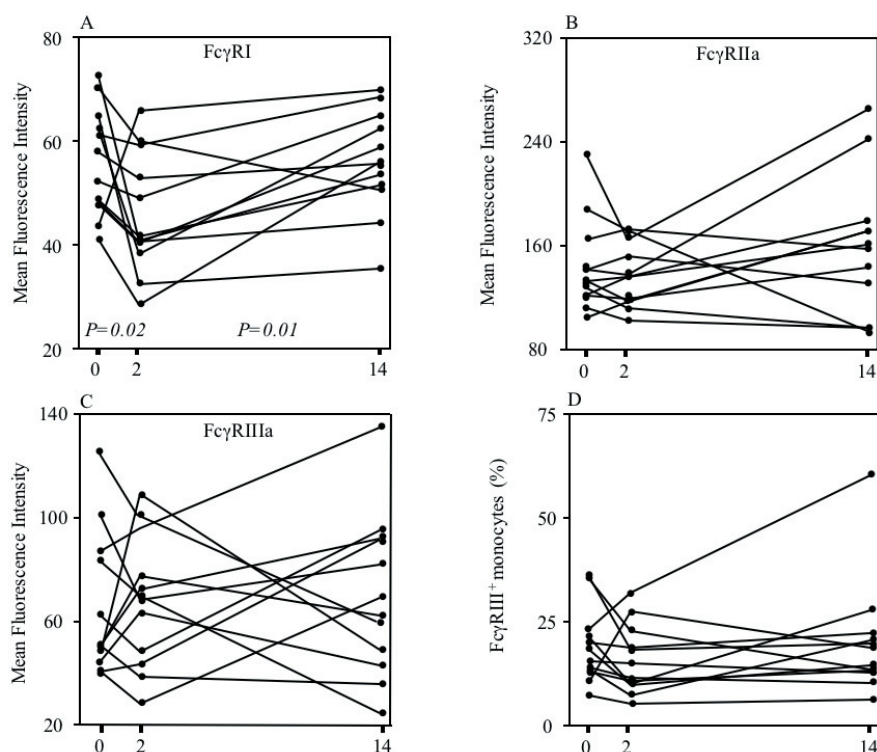 A
FcγRI
Mean Fluorescence Intensity
80
60
40
20
P=0.02
P=0.01
0 2 14
B
FcγRIIa
Mean Fluorescence Intensity
320
240
160
80
0 2 14
C
FcγRIIIa
Mean Fluorescence Intensity
140
100
60
20
0 2 14
D
FcγRIII⁺ monocytes (%)
75
50
25
0
0 2 14